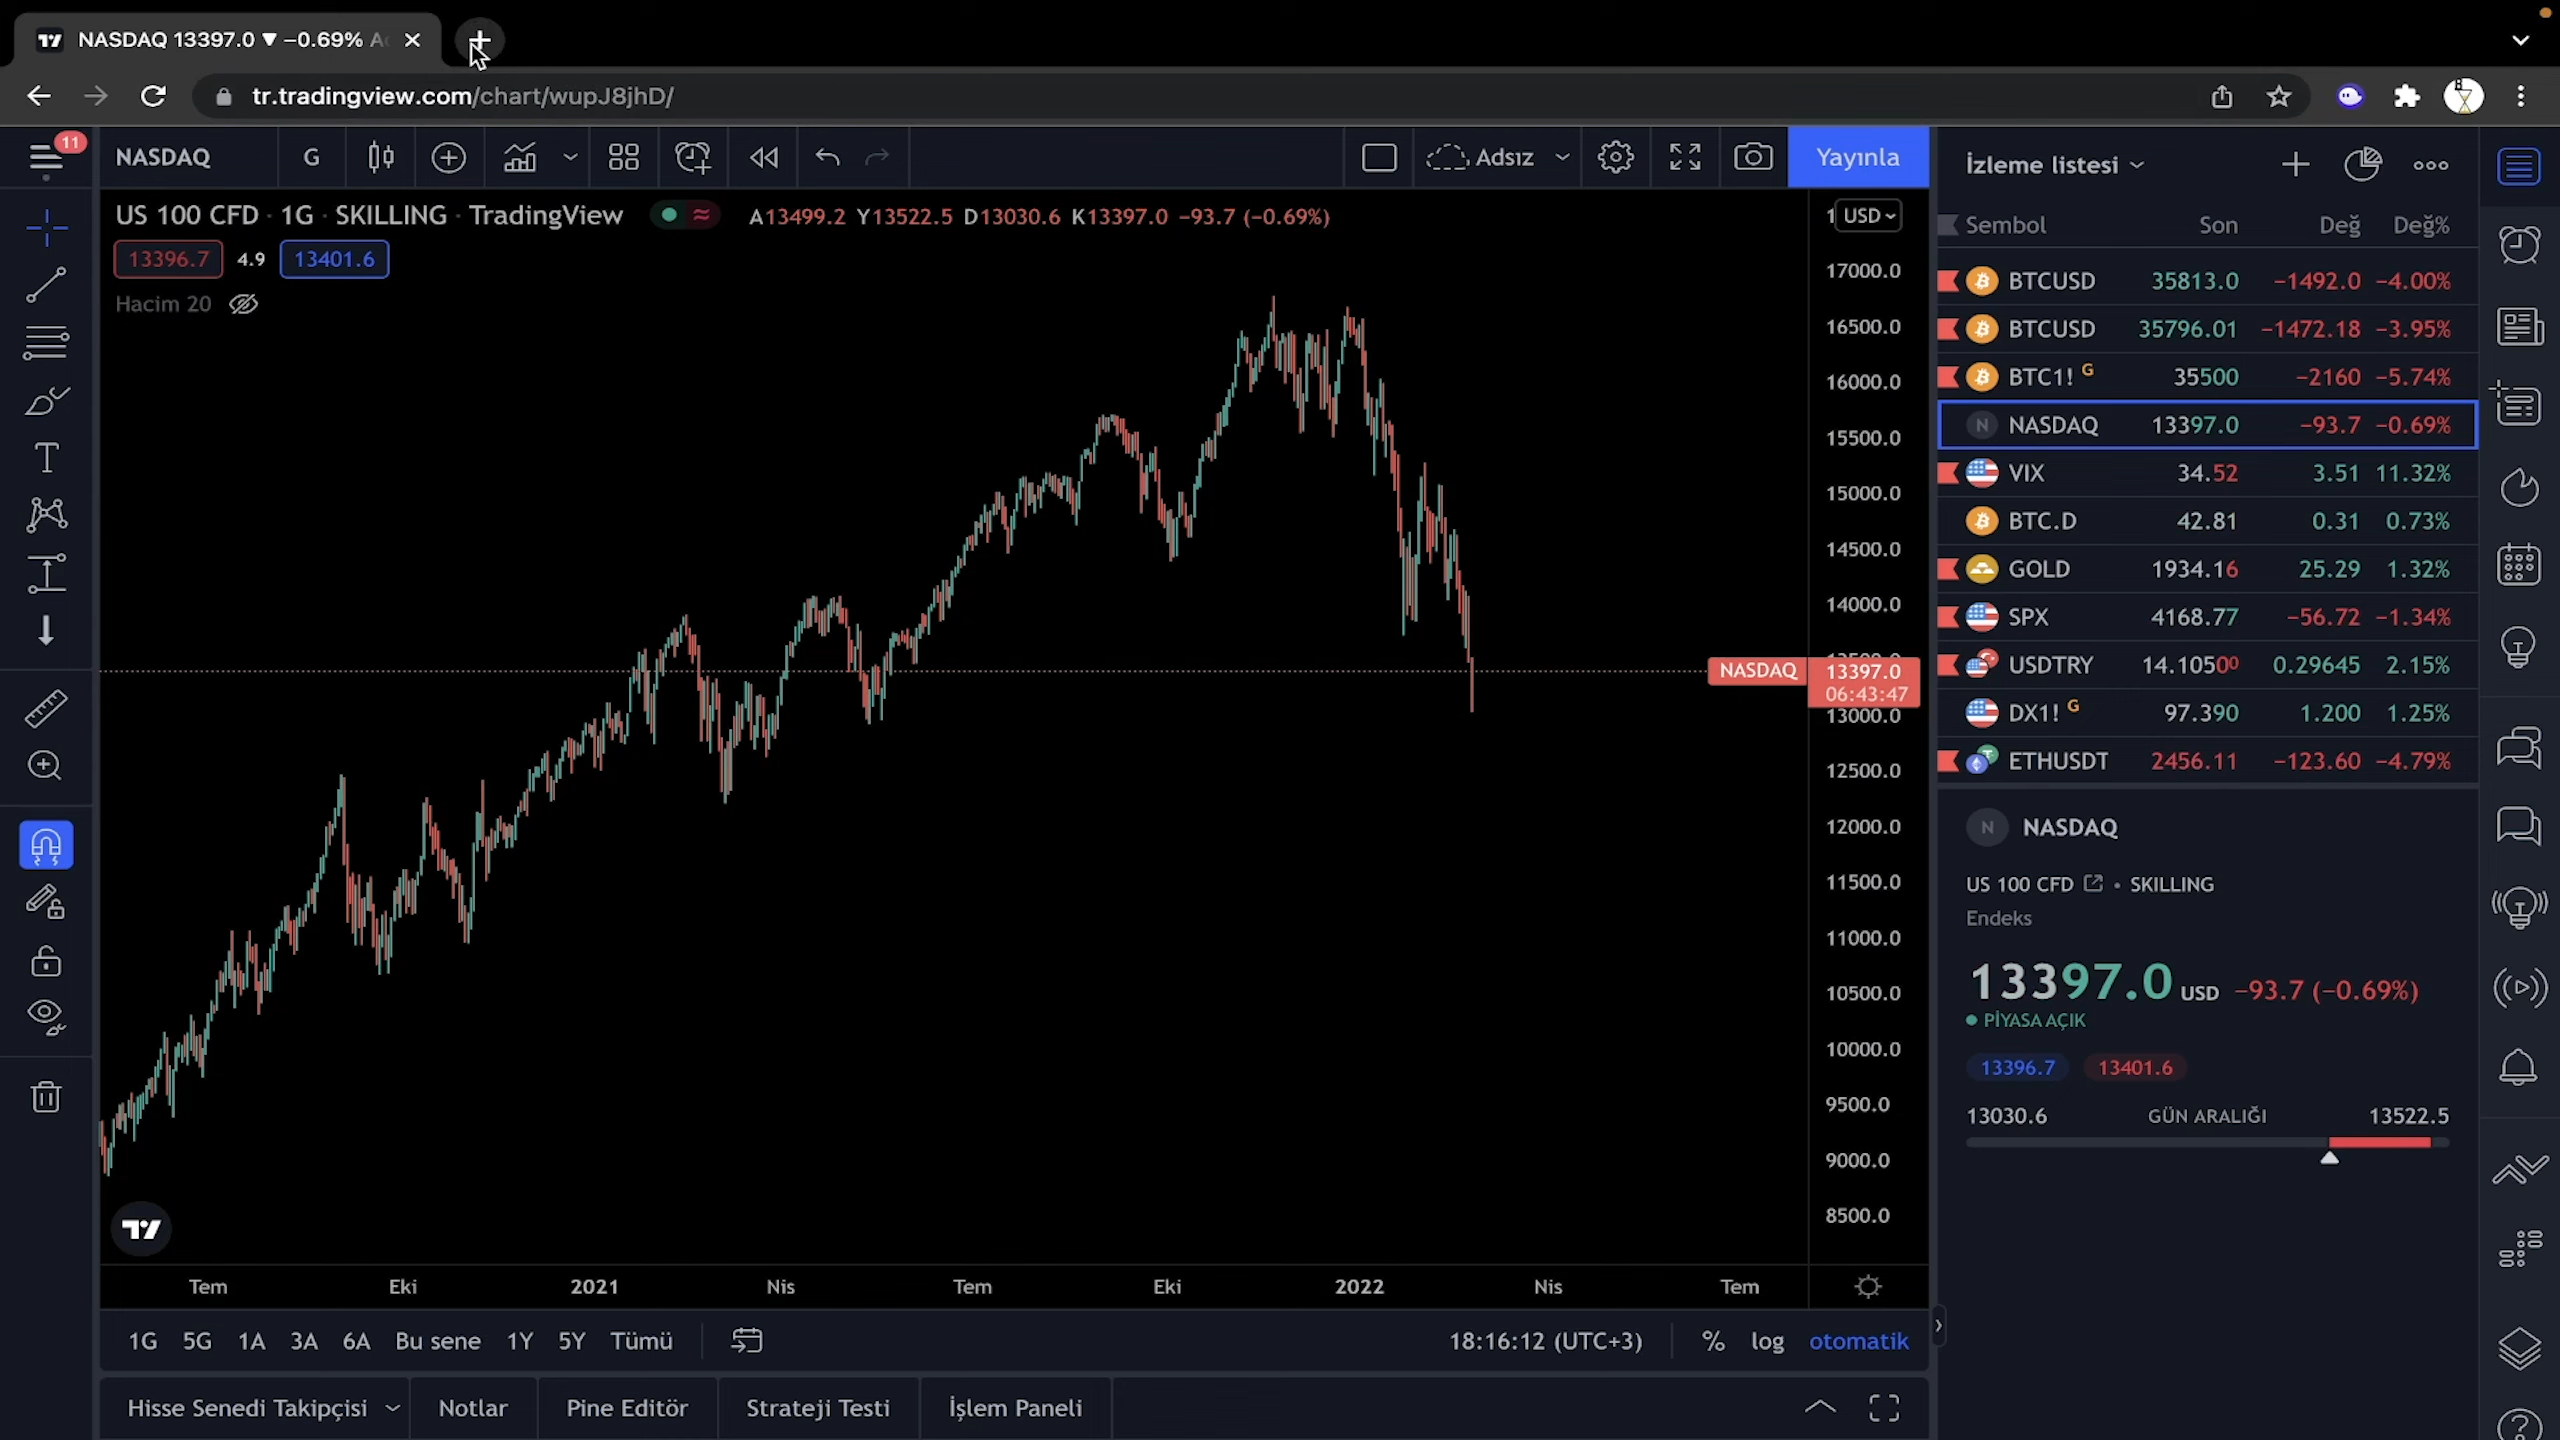 NASDAQ 13397.0 ▼ −0.69%
tr.tradingview.com/chart/wupJ8jhD/
11
NASDAQ G Adsız Yayınla
US 100 CFD · 1G · SKILLING · TradingView A13499.2 Y13522.5 D13030.6 K13397.0 −93.7 (−0.69%)
13396.7 4.9 13401.6
Hacim 20
USD
17000.0
16500.0
16000.0
15500.0
15000.0
14500.0
14000.0
NASDAQ 13397.0
06:43:47
13000.0
12500.0
12000.0
11500.0
11000.0
10500.0
10000.0
9500.0
9000.0
8500.0
Tem Eki 2021 Nis Tem Eki 2022 Nis Tem
1G 5G 1A 3A 6A Bu sene 1Y 5Y Tümü 18:16:12 (UTC+3) % log otomatik
Hisse Senedi Takipçisi Notlar Pine Editör Strateji Testi İşlem Paneli
İzleme listesi
Sembol Son Değ Değ%
BTCUSD 35813.0 −1492.0 −4.00%
BTCUSD 35796.01 −1472.18 −3.95%
BTC1! G 35500 −2160 −5.74%
N NASDAQ 13397.0 −93.7 −0.69%
VIX 34.52 3.51 11.32%
BTC.D 42.81 0.31 0.73%
GOLD 1934.16 25.29 1.32%
SPX 4168.77 −56.72 −1.34%
USDTRY 14.10500 0.29645 2.15%
DX1! G 97.390 1.200 1.25%
ETHUSDT 2456.11 −123.60 −4.79%
N NASDAQ
US 100 CFD • SKILLING
Endeks
13397.0 USD −93.7 (−0.69%)
PİYASA AÇIK
13396.7 13401.6
13030.6 GÜN ARALIĞI 13522.5